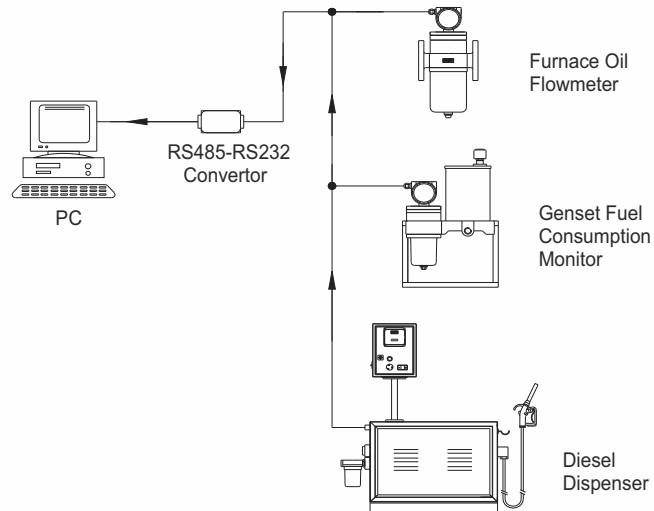 Furnace Oil
Flowmeter
RS485-RS232
Convertor
PC
Genset Fuel
Consumption
Monitor
Diesel
Dispenser